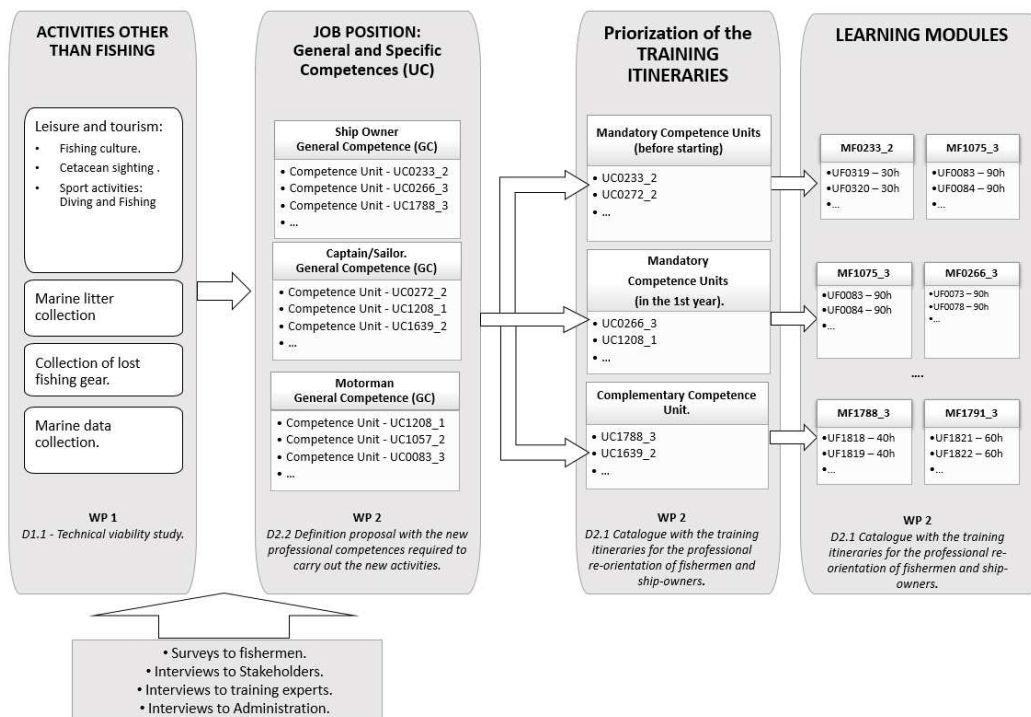 ACTIVITIES OTHER
THAN FISHING
Leisure and tourism:
• Fishing culture.
• Cetacean sighting .
• Sport activities:
Diving and Fishing
Marine litter
collection
Collection of lost
fishing gear.
Marine data
collection.
WP 1
D1.1 - Technical viability study.
JOB POSITION:
General and Specific
Competences (UC)
Ship Owner
General Competence (GC)
• Competence Unit - UC0233_2
• Competence Unit - UC0266_3
• Competence Unit - UC1788_3
• ...
Captain/Sailor.
General Competence (GC)
• Competence Unit - UC0272_2
• Competence Unit - UC1208_1
• Competence Unit - UC1639_2
• ...
Motorman
General Competence (GC)
• Competence Unit - UC1208_1
• Competence Unit - UC1057_2
• Competence Unit - UC0083_3
• ...
WP 2
D2.2 Definition proposal with the new
professional competences required to
carry out the new activities.
Priorization of the
TRAINING
ITINERARIES
Mandatory Competence Units
(before starting)
• UC0233_2
• UC0272_2
• ...
Mandatory
Competence Units
(in the 1st year).
• UC0266_3
• UC1208_1
• ...
Complementary Competence
Unit.
• UC1788_3
• UC1639_2
• ...
WP 2
D2.1 Catalogue with the training
itineraries for the professional
re-orientation of fishermen and
ship-owners.
LEARNING MODULES
MF0233_2
•UF0319 – 30h
•UF0320 – 30h
•...
MF1075_3
•UF0083 – 90h
•UF0084 – 90h
•...
MF1075_3
•UF0083 – 90h
•UF0084 – 90h
•...
MF0266_3
•UF0073 – 90h
•UF0078 – 90h
•...
....
MF1788_3
•UF1818 – 40h
•UF1819 – 40h
•...
MF1791_3
•UF1821 – 60h
•UF1822 – 60h
•...
WP 2
D2.1 Catalogue with the training
itineraries for the professional re-
orientation of fishermen and ship-
owners.
• Surveys to fishermen.
• Interviews to Stakeholders.
• Interviews to training experts.
• Interviews to Administration.